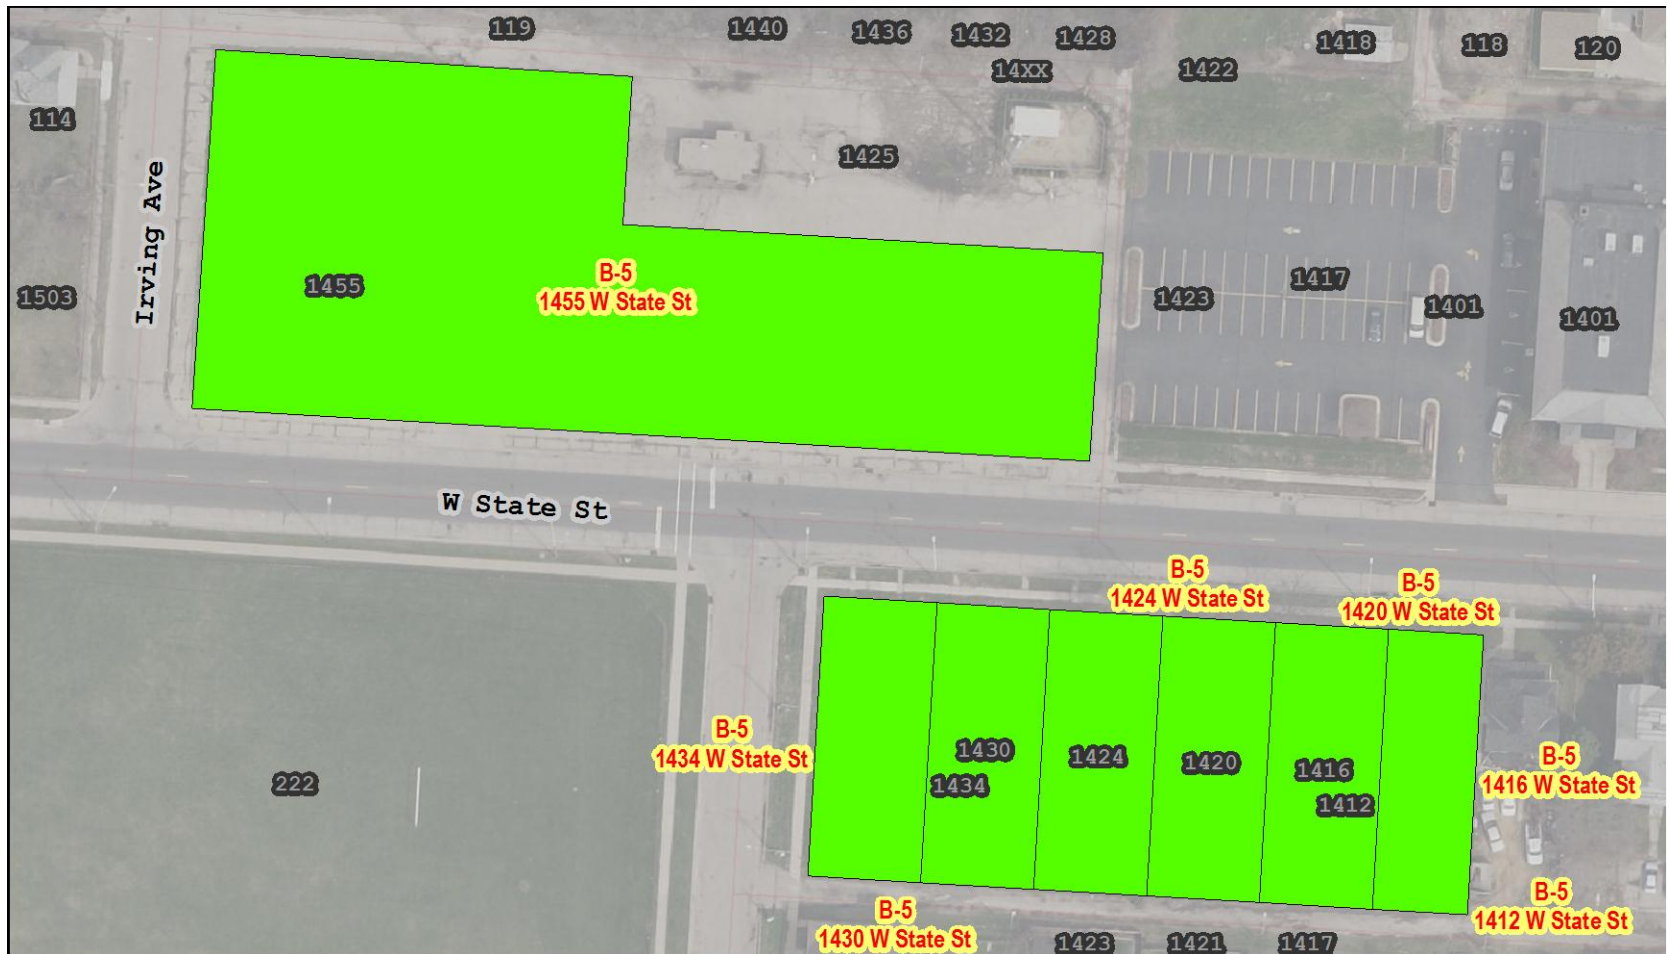 119
1440
1436
1432
1428
14XX
1422
1418
118
120
114
1425
Irving Ave
1503
1455
B-5
1455 W State St
1423
1417
1401
1401
W State St
B-5
1424 W State St
B-5
1420 W State St
B-5
1434 W State St
1430
1434
1424
1420
1416
1412
B-5
1416 W State St
222
B-5
1430 W State St
B-5
1412 W State St
1423
1421
1417